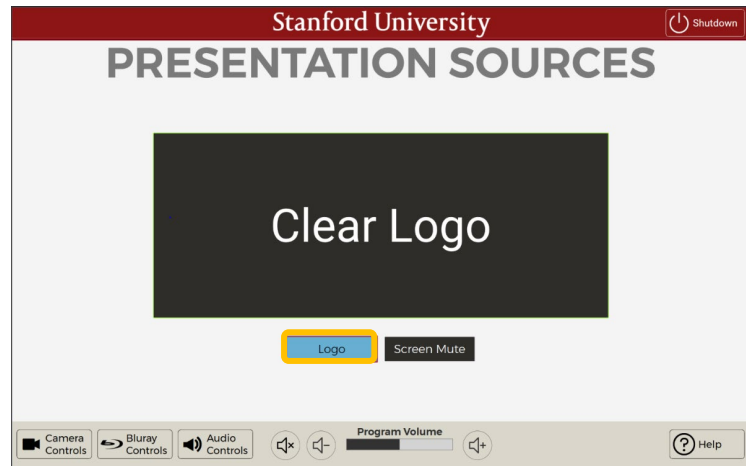 Stanford University
Shutdown
PRESENTATION SOURCES
Clear Logo
Logo
Screen Mute
Camera
Controls
Bluray
Controls
Audio
Controls
Program Volume
Help